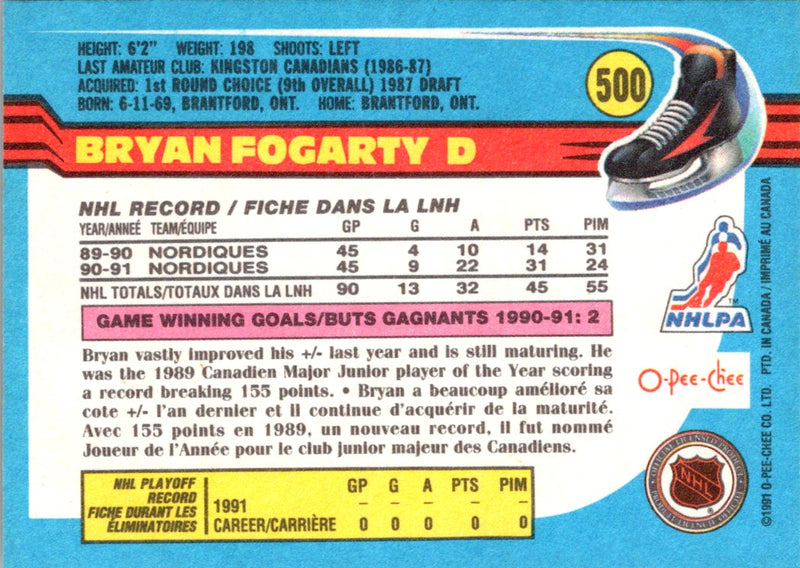 HEIGHT: 6'2" WEIGHT: 198 SHOOTS: LEFT
LAST AMATEUR CLUB: KINGSTON CANADIANS (1986-87)
ACQUIRED: 1st ROUND CHOICE (9th OVERALL) 1987 DRAFT
BORN: 6-11-69, BRANTFORD, ONT. HOME: BRANTFORD, ONT.
500
BRYAN FOGARTY D
NHL RECORD / FICHE DANS LA LNH
YEAR/ANNÉE TEAM/ÉQUIPE GP G A PTS PIM
89-90 NORDIQUES 45 4 10 14 31
90-91 NORDIQUES 45 9 22 31 24
NHL TOTALS/TOTAUX DANS LA LNH 90 13 32 45 55
GAME WINNING GOALS/BUTS GAGNANTS 1990-91: 2
Bryan vastly improved his +/- last year and is still maturing. He
was the 1989 Canadien Major Junior player of the Year scoring
a record breaking 155 points. • Bryan a beaucoup amélioré sa
cote +/- l'an dernier et il continue d'acquérir de la maturité.
Avec 155 points en 1989, un nouveau record, il fut nommé
Joueur de l'Année pour le club junior majeur des Canadiens.
NHL PLAYOFF
RECORD
FICHE DURANT LES
ÉLIMINATOIRES
GP G A PTS PIM
1991 – – – – –
CAREER/CARRIÈRE 0 0 0 0 0
TM
NHLPA
O-Pee-Chee
OFFICIAL LICENSED PRODUCT
NHL
®
PRODUIT LICENCIE OFFICIEL
©1991 O-PEE-CHEE CO. LTD. PTD. IN CANADA / IMPRIMÉ AU CANADA